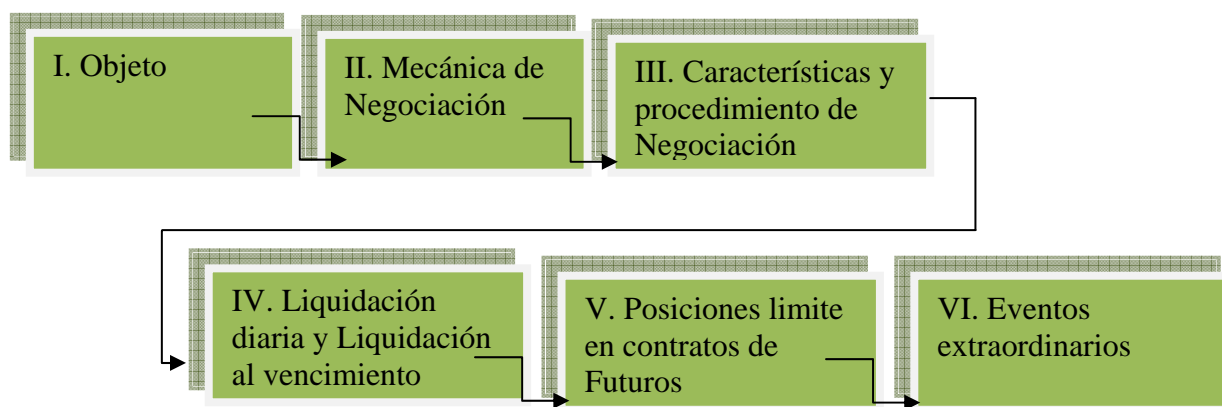 I. Objeto
II. Mecánica de
Negociación
III. Características y
procedimiento de
Negociación
IV. Liquidación
diaria y Liquidación
al vencimiento
V. Posiciones limite
en contratos de
Futuros
VI. Eventos
extraordinarios